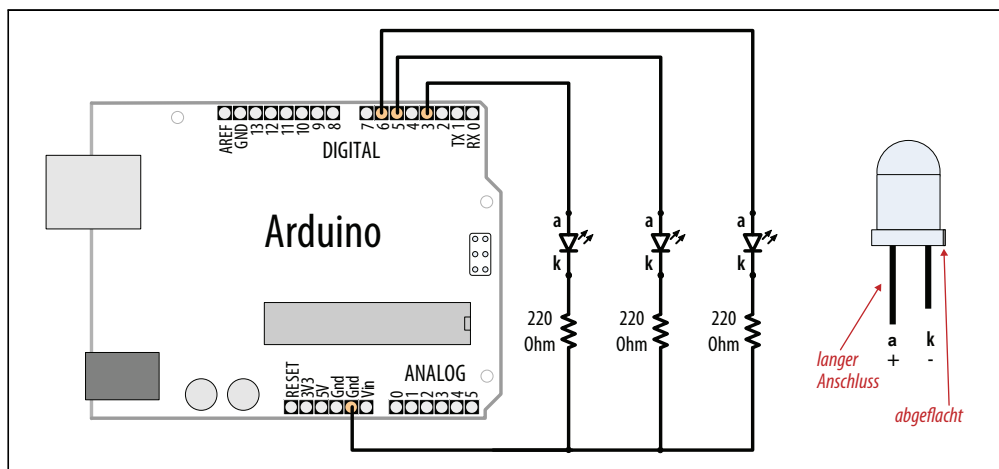 AREF
GND
13
12
11
10
9
8
7
6
5
4
3
2
TX 1
RX 0
DIGITAL
Arduino
a
k
220
Ohm
a
k
220
Ohm
a
k
220
Ohm
RESET
3V3
5V
Gnd
Gnd
Vin
ANALOG
0
1
2
3
4
5
a
+
k
-
langer
Anschluss
abgeflacht